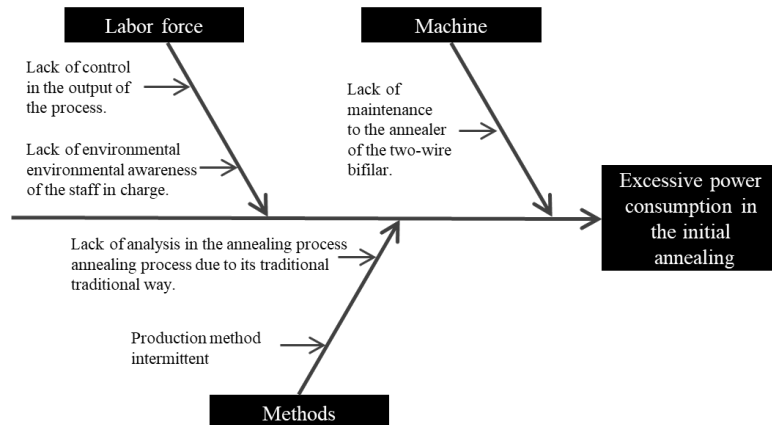 Labor force
Machine
Lack of control
in the output of
the process.
Lack of environmental
environmental awareness
of the staff in charge.
Lack of
maintenance
to the annealer
of the two-wire
bifilar.
Excessive power
consumption in
the initial
annealing
Lack of analysis in the annealing process
annealing process due to its traditional
traditional way.
Production method
intermittent
Methods